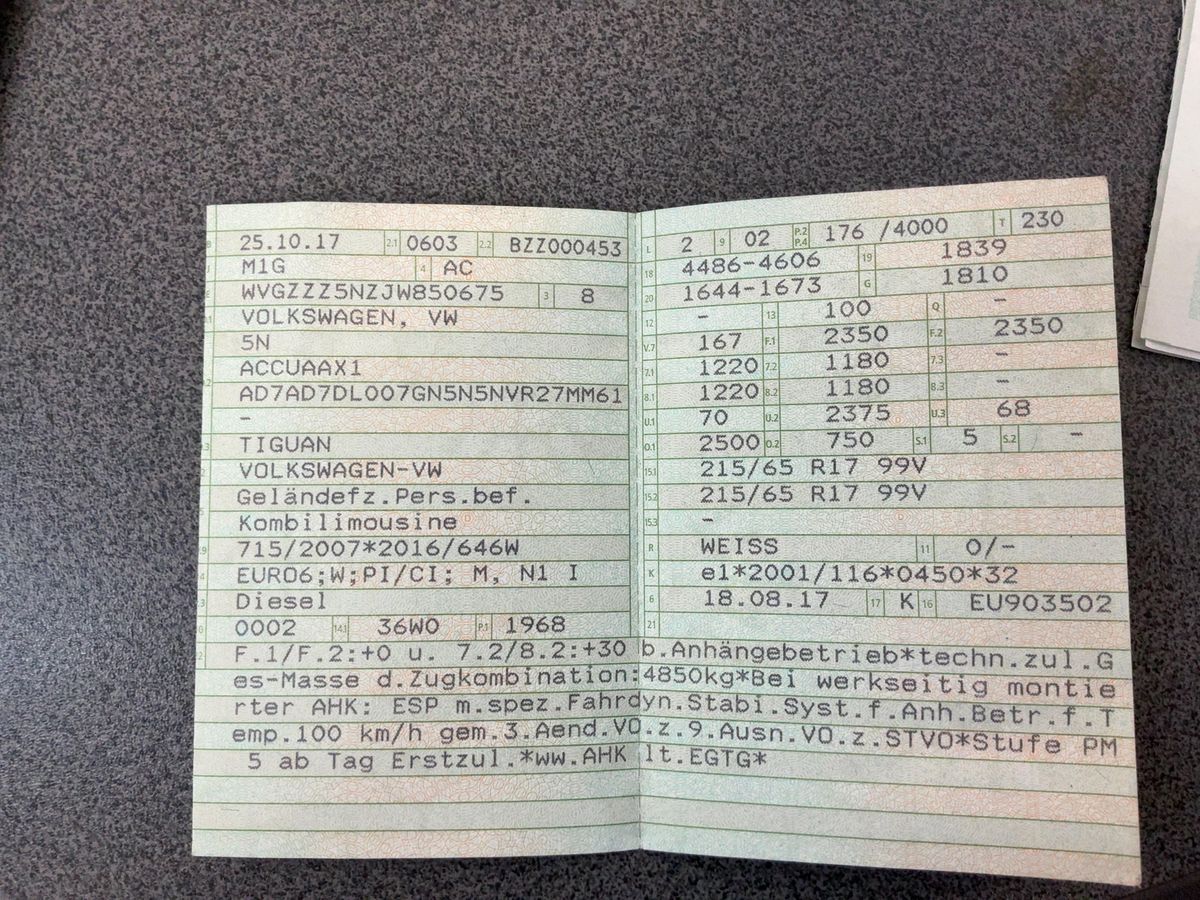 B 25.10.17 2.1 0603 2.2 BZZ000453
J M1G 4 AC
E WVGZZZ5NZJW850675 3 8
VOLKSWAGEN, VW
5N
ACCUAAX1
AD7AD7DL007GN5N5NVR27MM61
-
TIGUAN
VOLKSWAGEN-VW
Geländefz.Pers.bef.
Kombilimousine
715/2007*2016/646W
EURO6;W;PI/CI; M, N1 I
Diesel
0002 14.1 36W0 P.1 1968
L 2 9 02 P.2 P.4 176 /4000 T 230
18 4486-4606 19 1839
20 1644-1673 G 1810
12 - 13 100 Q -
V.7 167 F.1 2350 F.2 2350
7.1 1220 7.2 1180 7.3 -
8.1 1220 8.2 1180 8.3 -
U.1 70 U.2 2375 U.3 68
O.1 2500 O.2 750 S.1 5 S.2 -
15.1 215/65 R17 99V
15.2 215/65 R17 99V
15.3 -
R WEISS 11 0/-
K e1*2001/116*0450*32
6 18.08.17 17 K 16 EU903502
21
F.1/F.2:+0 u. 7.2/8.2:+30 b.Anhängebetrieb*techn.zul.G
es-Masse d.Zugkombination:4850kg*Bei werkseitig montie
rter AHK: ESP m.spez.Fahrdyn.Stabi.Syst.f.Anh.Betr.f.T
emp.100 km/h gem.3.Aend.VO.z.9.Ausn.VO.z.STVO*Stufe PM
5 ab Tag Erstzul.*ww.AHK lt.EGTG*